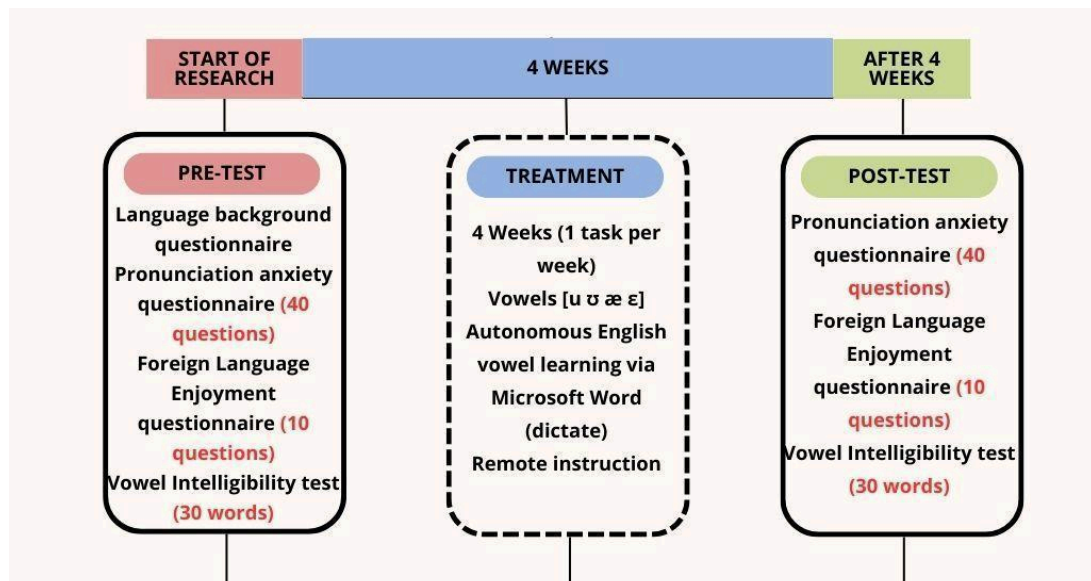 START OF
RESEARCH
4 WEEKS
AFTER 4
WEEKS
PRE-TEST
Language background
questionnaire
Pronunciation anxiety
questionnaire (40
questions)
Foreign Language
Enjoyment
questionnaire (10
questions)
Vowel Intelligibility test
(30 words)
TREATMENT
4 Weeks (1 task per
week)
Vowels [u ʊ æ ɛ]
Autonomous English
vowel learning via
Microsoft Word
(dictate)
Remote instruction
POST-TEST
Pronunciation anxiety
questionnaire (40
questions)
Foreign Language
Enjoyment
questionnaire (10
questions)
Vowel Intelligibility test
(30 words)